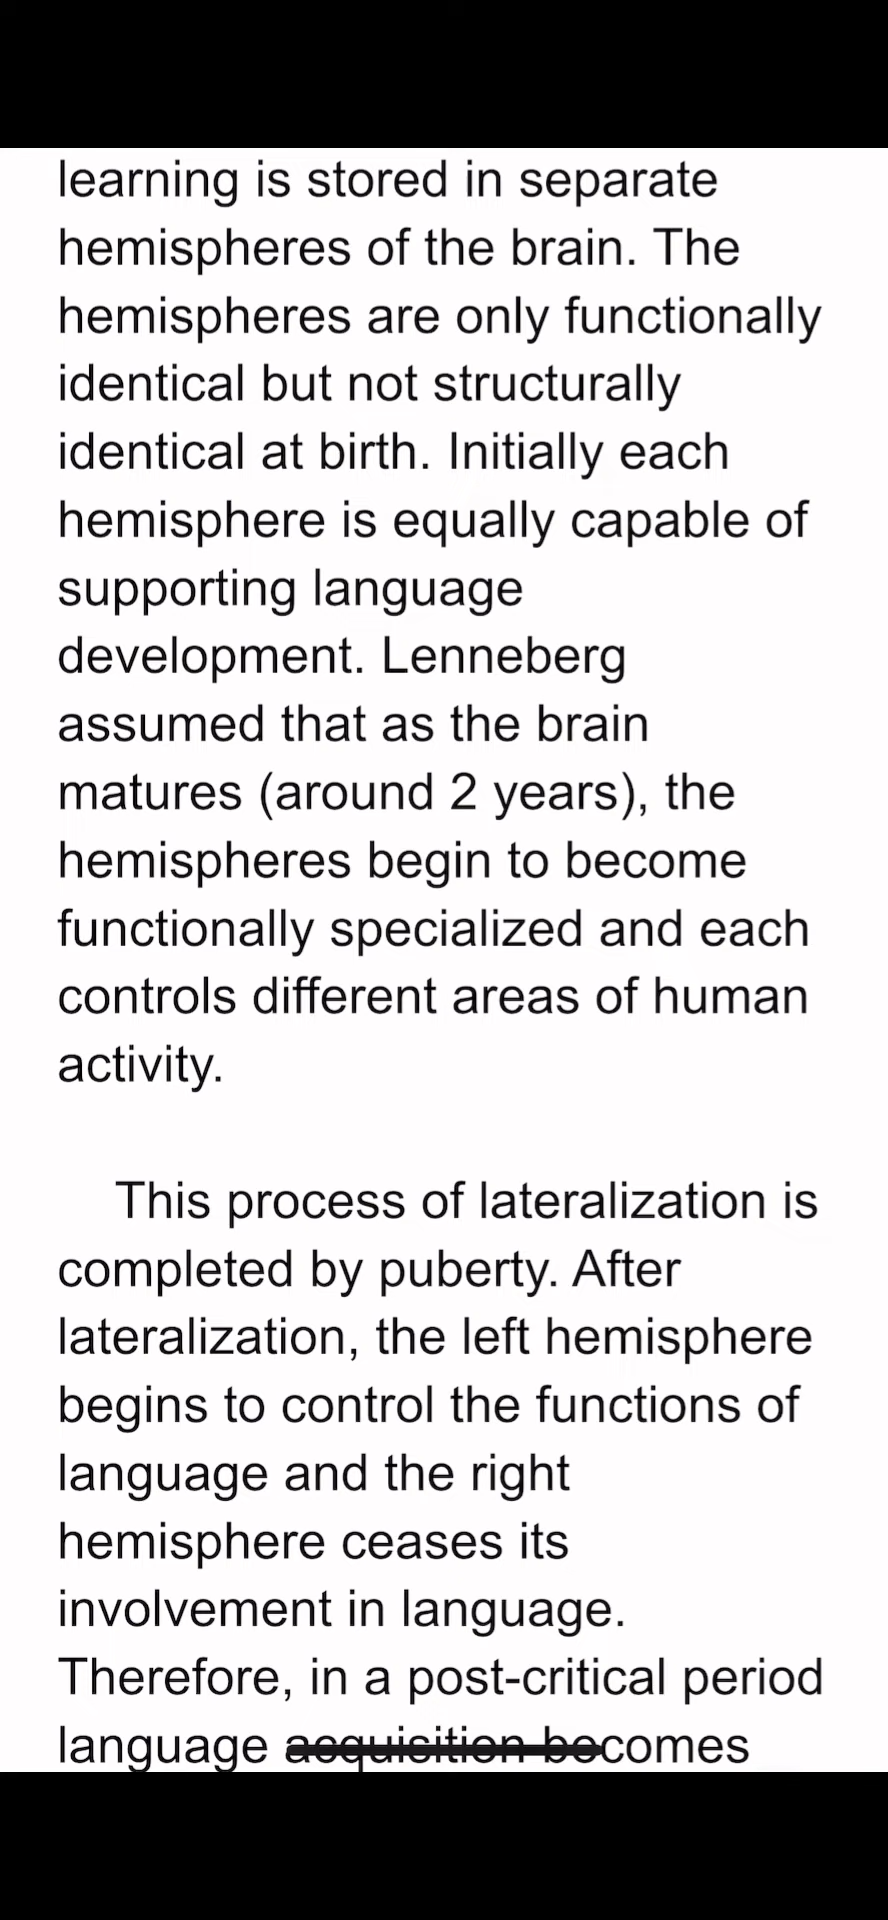 learning is stored in separate
hemispheres of the brain. The
hemispheres are only functionally
identical but not structurally
identical at birth. Initially each
hemisphere is equally capable of
supporting language
development. Lenneberg
assumed that as the brain
matures (around 2 years), the
hemispheres begin to become
functionally specialized and each
controls different areas of human
activity.
This process of lateralization is
completed by puberty. After
lateralization, the left hemisphere
begins to control the functions of
language and the right
hemisphere ceases its
involvement in language.
Therefore, in a post-critical period
language acquisition becomes